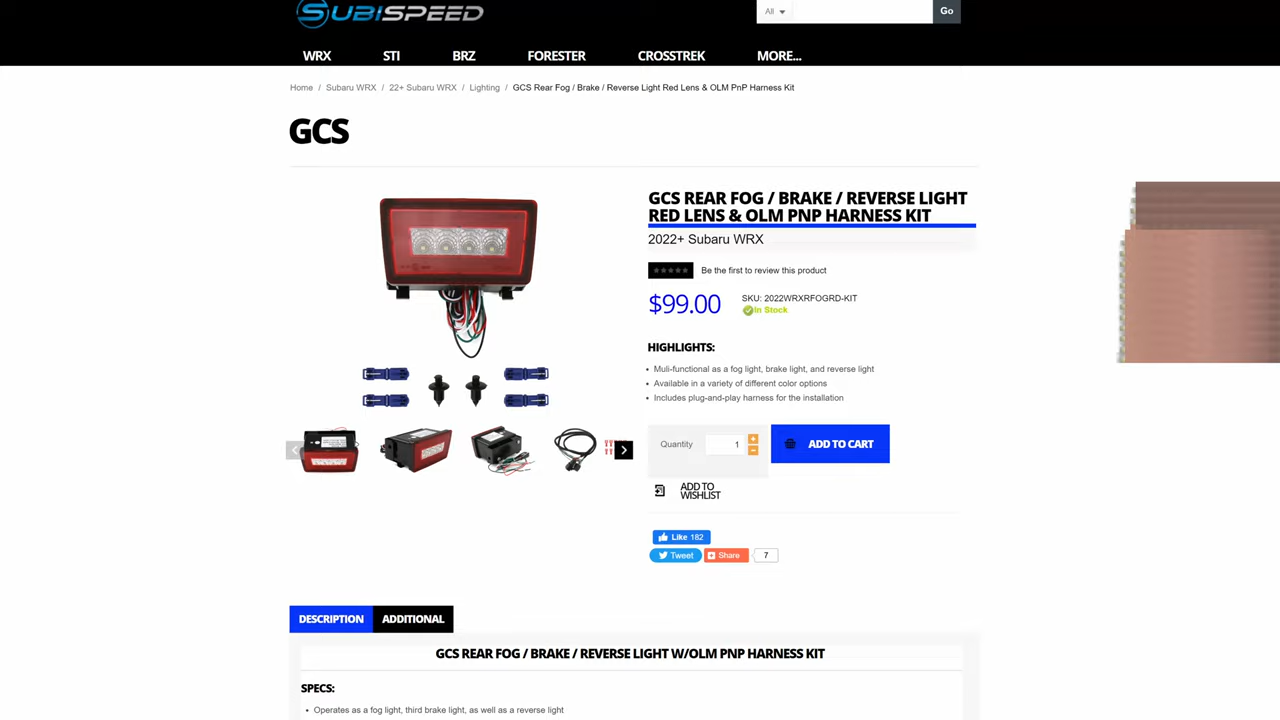 SUBISPEED
All
Go
WRX
STI
BRZ
FORESTER
CROSSTREK
MORE...
Home / Subaru WRX / 22+ Subaru WRX / Lighting / GCS Rear Fog / Brake / Reverse Light Red Lens & OLM PnP Harness Kit
GCS
GCS REAR FOG / BRAKE / REVERSE LIGHT
RED LENS & OLM PNP HARNESS KIT
2022+ Subaru WRX
Be the first to review this product
$99.00
SKU: 2022WRXRFOGRD-KIT
In Stock
HIGHLIGHTS:
• Muli-functional as a fog light, brake light, and reverse light
• Available in a variety of different color options
• Includes plug-and-play harness for the installation
Quantity
1
ADD TO CART
ADD TO
WISHLIST
Like 182
Tweet
Share
7
DESCRIPTION
ADDITIONAL
GCS REAR FOG / BRAKE / REVERSE LIGHT W/OLM PNP HARNESS KIT
SPECS:
• Operates as a fog light, third brake light, as well as a reverse light